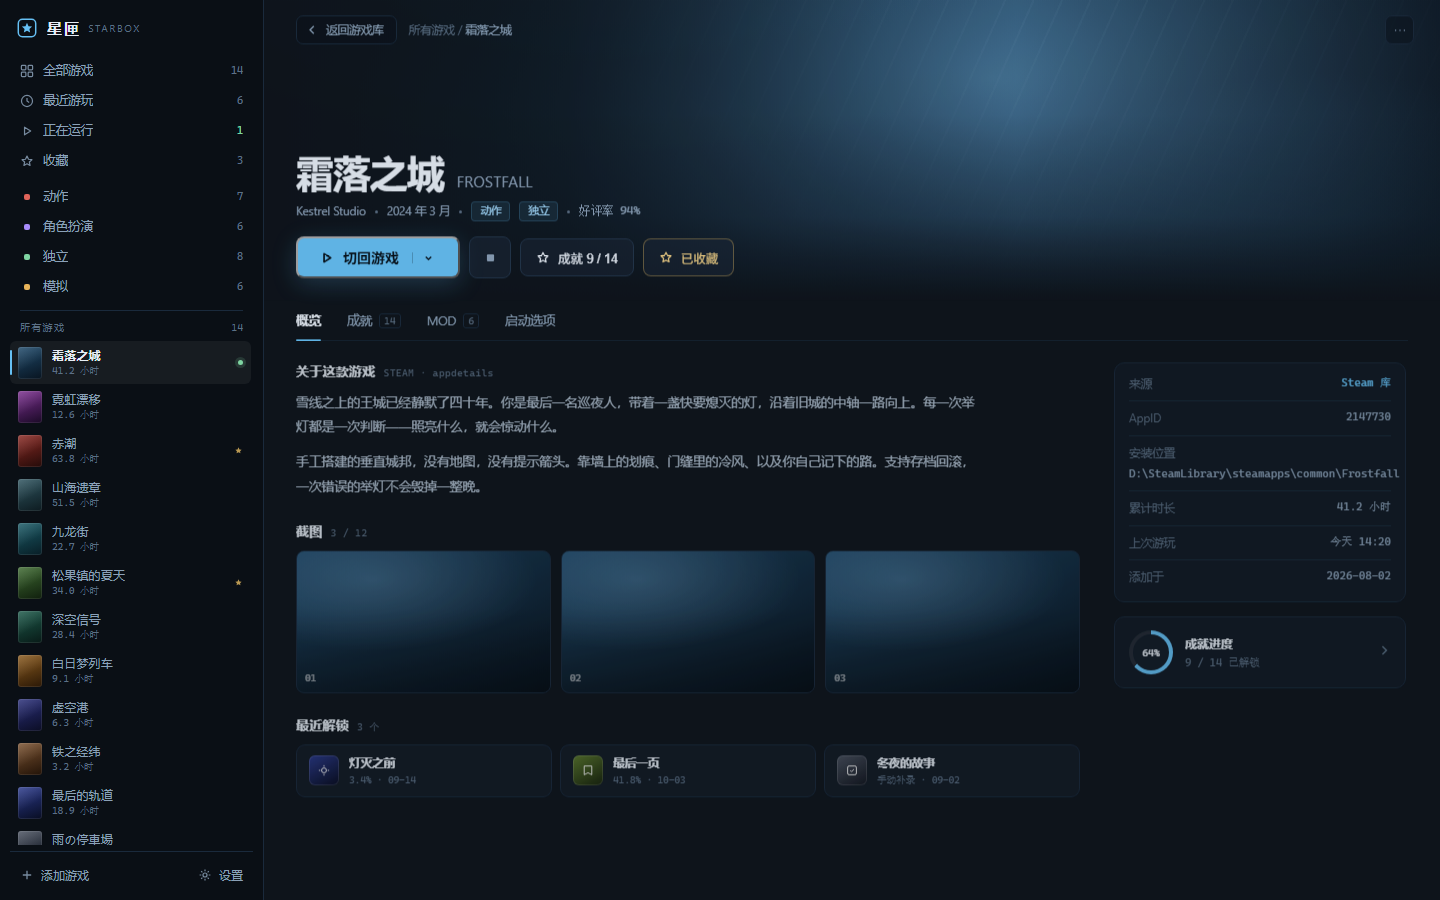 星匣 STARBOX
全部游戏 14
最近游玩 6
正在运行 1
收藏 3
动作 7
角色扮演 6
独立 8
模拟 6
所有游戏 14
霜落之城
41.2 小时
霓虹漂移
12.6 小时
赤潮
63.8 小时
山海遗章
51.5 小时
九龙街
22.7 小时
松果镇的夏天
34.0 小时
深空信号
28.4 小时
白日梦列车
9.1 小时
虚空港
6.3 小时
铁之经纬
3.2 小时
最后的轨道
18.9 小时
雨の停車場
添加游戏 设置
返回游戏库 所有游戏 / 霜落之城 ···
霜落之城 FROSTFALL
Kestrel Studio • 2024 年 3 月 • 动作 独立 • 好评率 94%
切回游戏 成就 9 / 14 已收藏
概览 成就 14 MOD 6 启动选项
关于这款游戏 STEAM · appdetails
雪线之上的王城已经静默了四十年。你是最后一名巡夜人，带着一盏快要熄灭的灯，沿着旧城的中轴一路向上。每一次举
灯都是一次判断——照亮什么，就会惊动什么。
手工搭建的垂直城邦，没有地图，没有提示箭头。靠墙上的划痕、门缝里的冷风、以及你自己记下的路。支持存档回滚，
一次错误的举灯不会毁掉一整晚。
截图 3 / 12
01 02 03
最近解锁 3 个
灯灭之前
3.4% · 09-14
最后一页
41.8% · 10-03
冬夜的故事
手动补录 · 09-02
来源 Steam 库
AppID 2147730
安装位置
D:\SteamLibrary\steamapps\common\Frostfall
累计时长 41.2 小时
上次游玩 今天 14:20
添加于 2026-08-02
64% 成就进度
9 / 14 已解锁